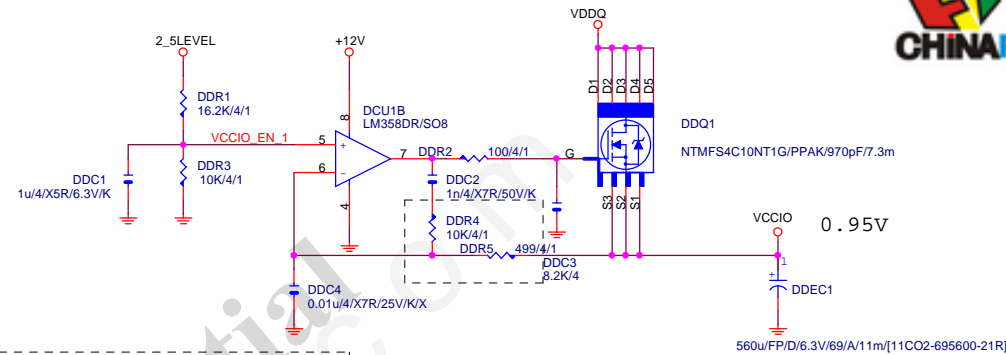 VDDQ
CHiNA
2_5LEVEL
+12V
D1
D2
D3
D4
D5
DDR1
16.2K/4/1
DCU1B
LM358DR/SO8
8
DDQ1
VCCIO_EN_1
5
+
7
DDR2
100/4/1
G
NTMFS4C10NT1G/PPAK/970pF/7.3m
6
-
DDR3
10K/4/1
DDC1
1u/4/X5R/6.3V/K
DDC2
1n/4/X7R/50V/K
4
S3
S2
S1
DDR4
10K/4/1
VCCIO
0.95V
DDR5
499/4/1
DDC3
8.2K/4
1
+
DDC4
0.01u/4/X7R/25V/K/X
DDEC1
560u/FP/D/6.3V/69/A/11m/[11CO2-695600-21R]
tial
com